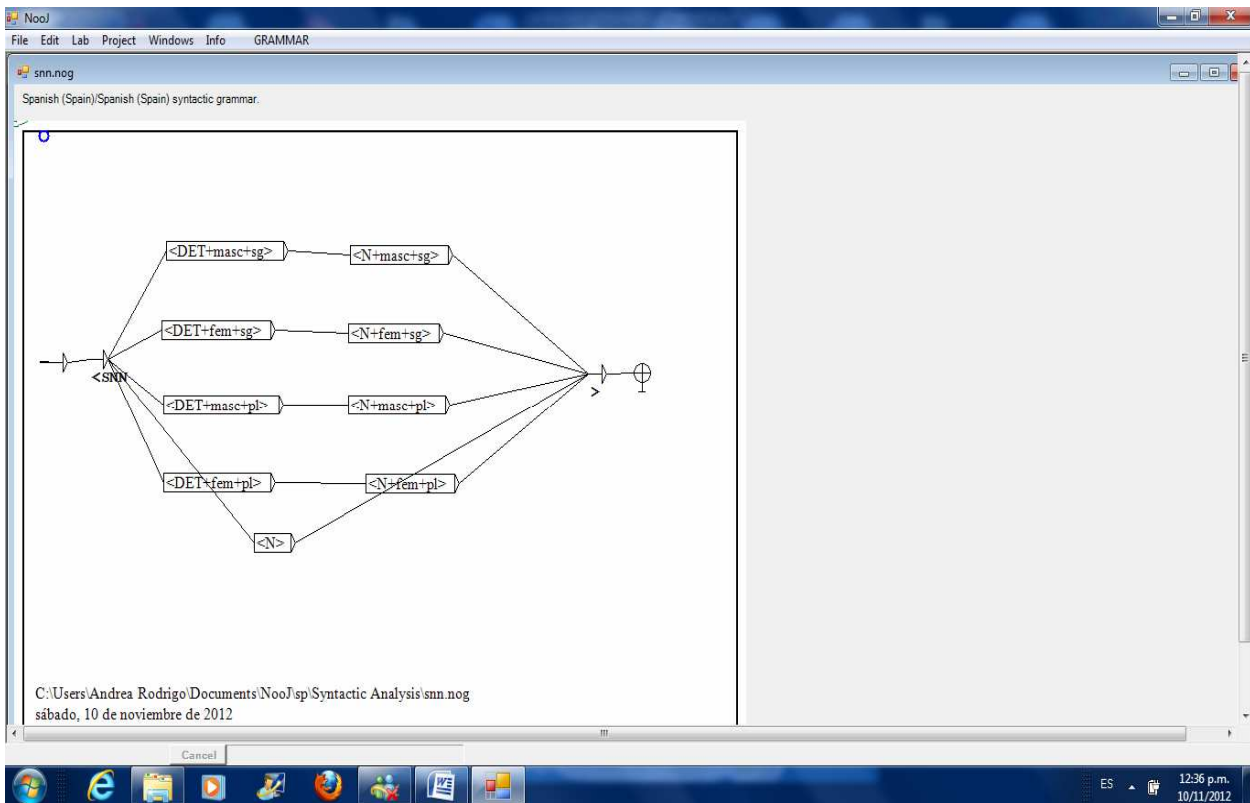 NooJ
File Edit Lab Project Windows Info GRAMMAR
snn.nog
Spanish (Spain)/Spanish (Spain) syntactic grammar.
<DET+masc+sg> <N+masc+sg>
<DET+fem+sg> <N+fem+sg>
<SNN >
<DET+masc+pl> <N+masc+pl>
<DET+fem+pl> <N+fem+pl>
<N>
C:\Users\Andrea Rodrigo\Documents\NooJ\sp\Syntactic Analysis\snn.nog
sábado, 10 de noviembre de 2012
Cancel
ES 12:36 p.m.
10/11/2012